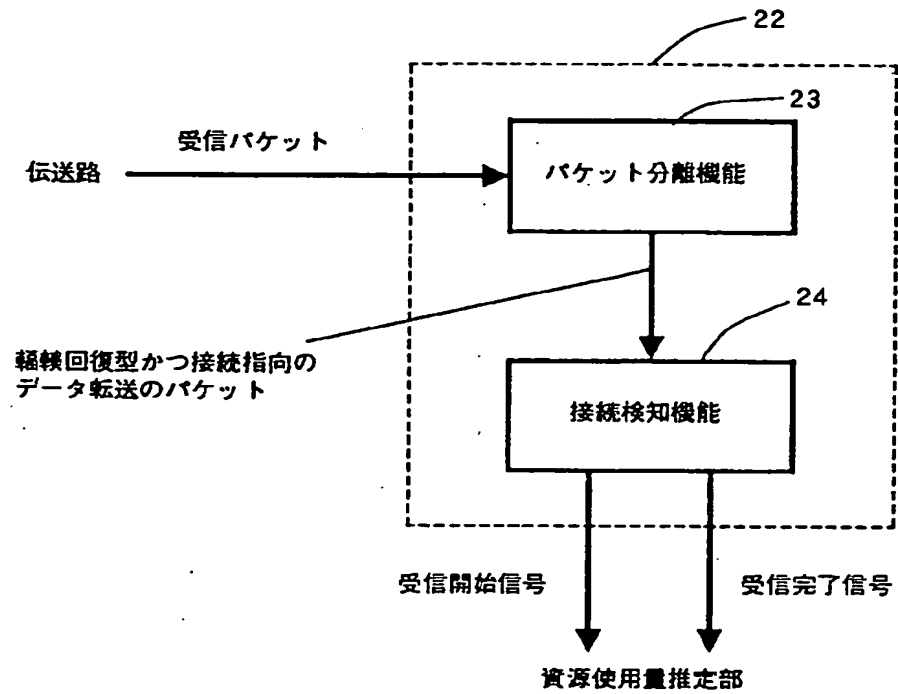 22
23
受信パケット
伝送路
パケット分離機能
24
輻輳回復型かつ接続指向の
データ転送のパケット
接続検知機能
受信開始信号
受信完了信号
資源使用量推定部